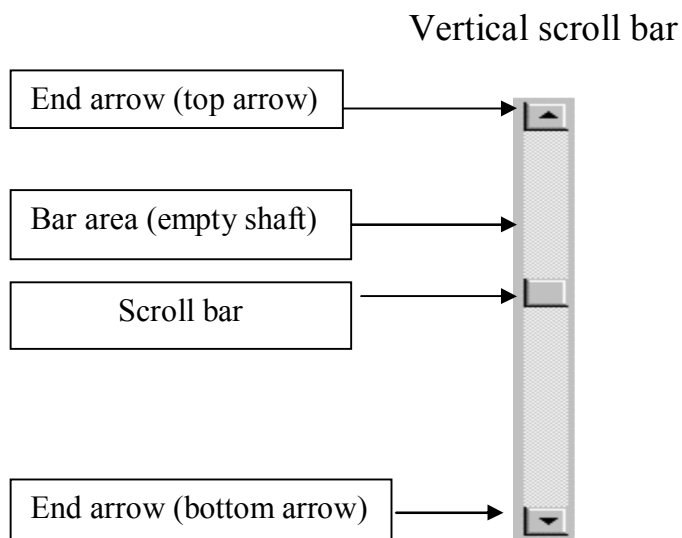 Vertical scroll bar
End arrow (top arrow)
Bar area (empty shaft)
Scroll bar
End arrow (bottom arrow)